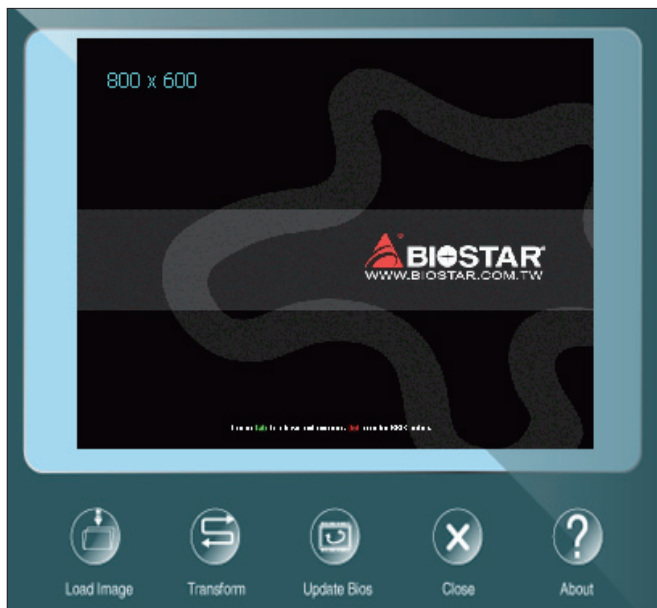 800 x 600
BIOSTAR
WWW.BIOSTAR.COM.TW
Load Image
Transform
Update Bios
Close
About